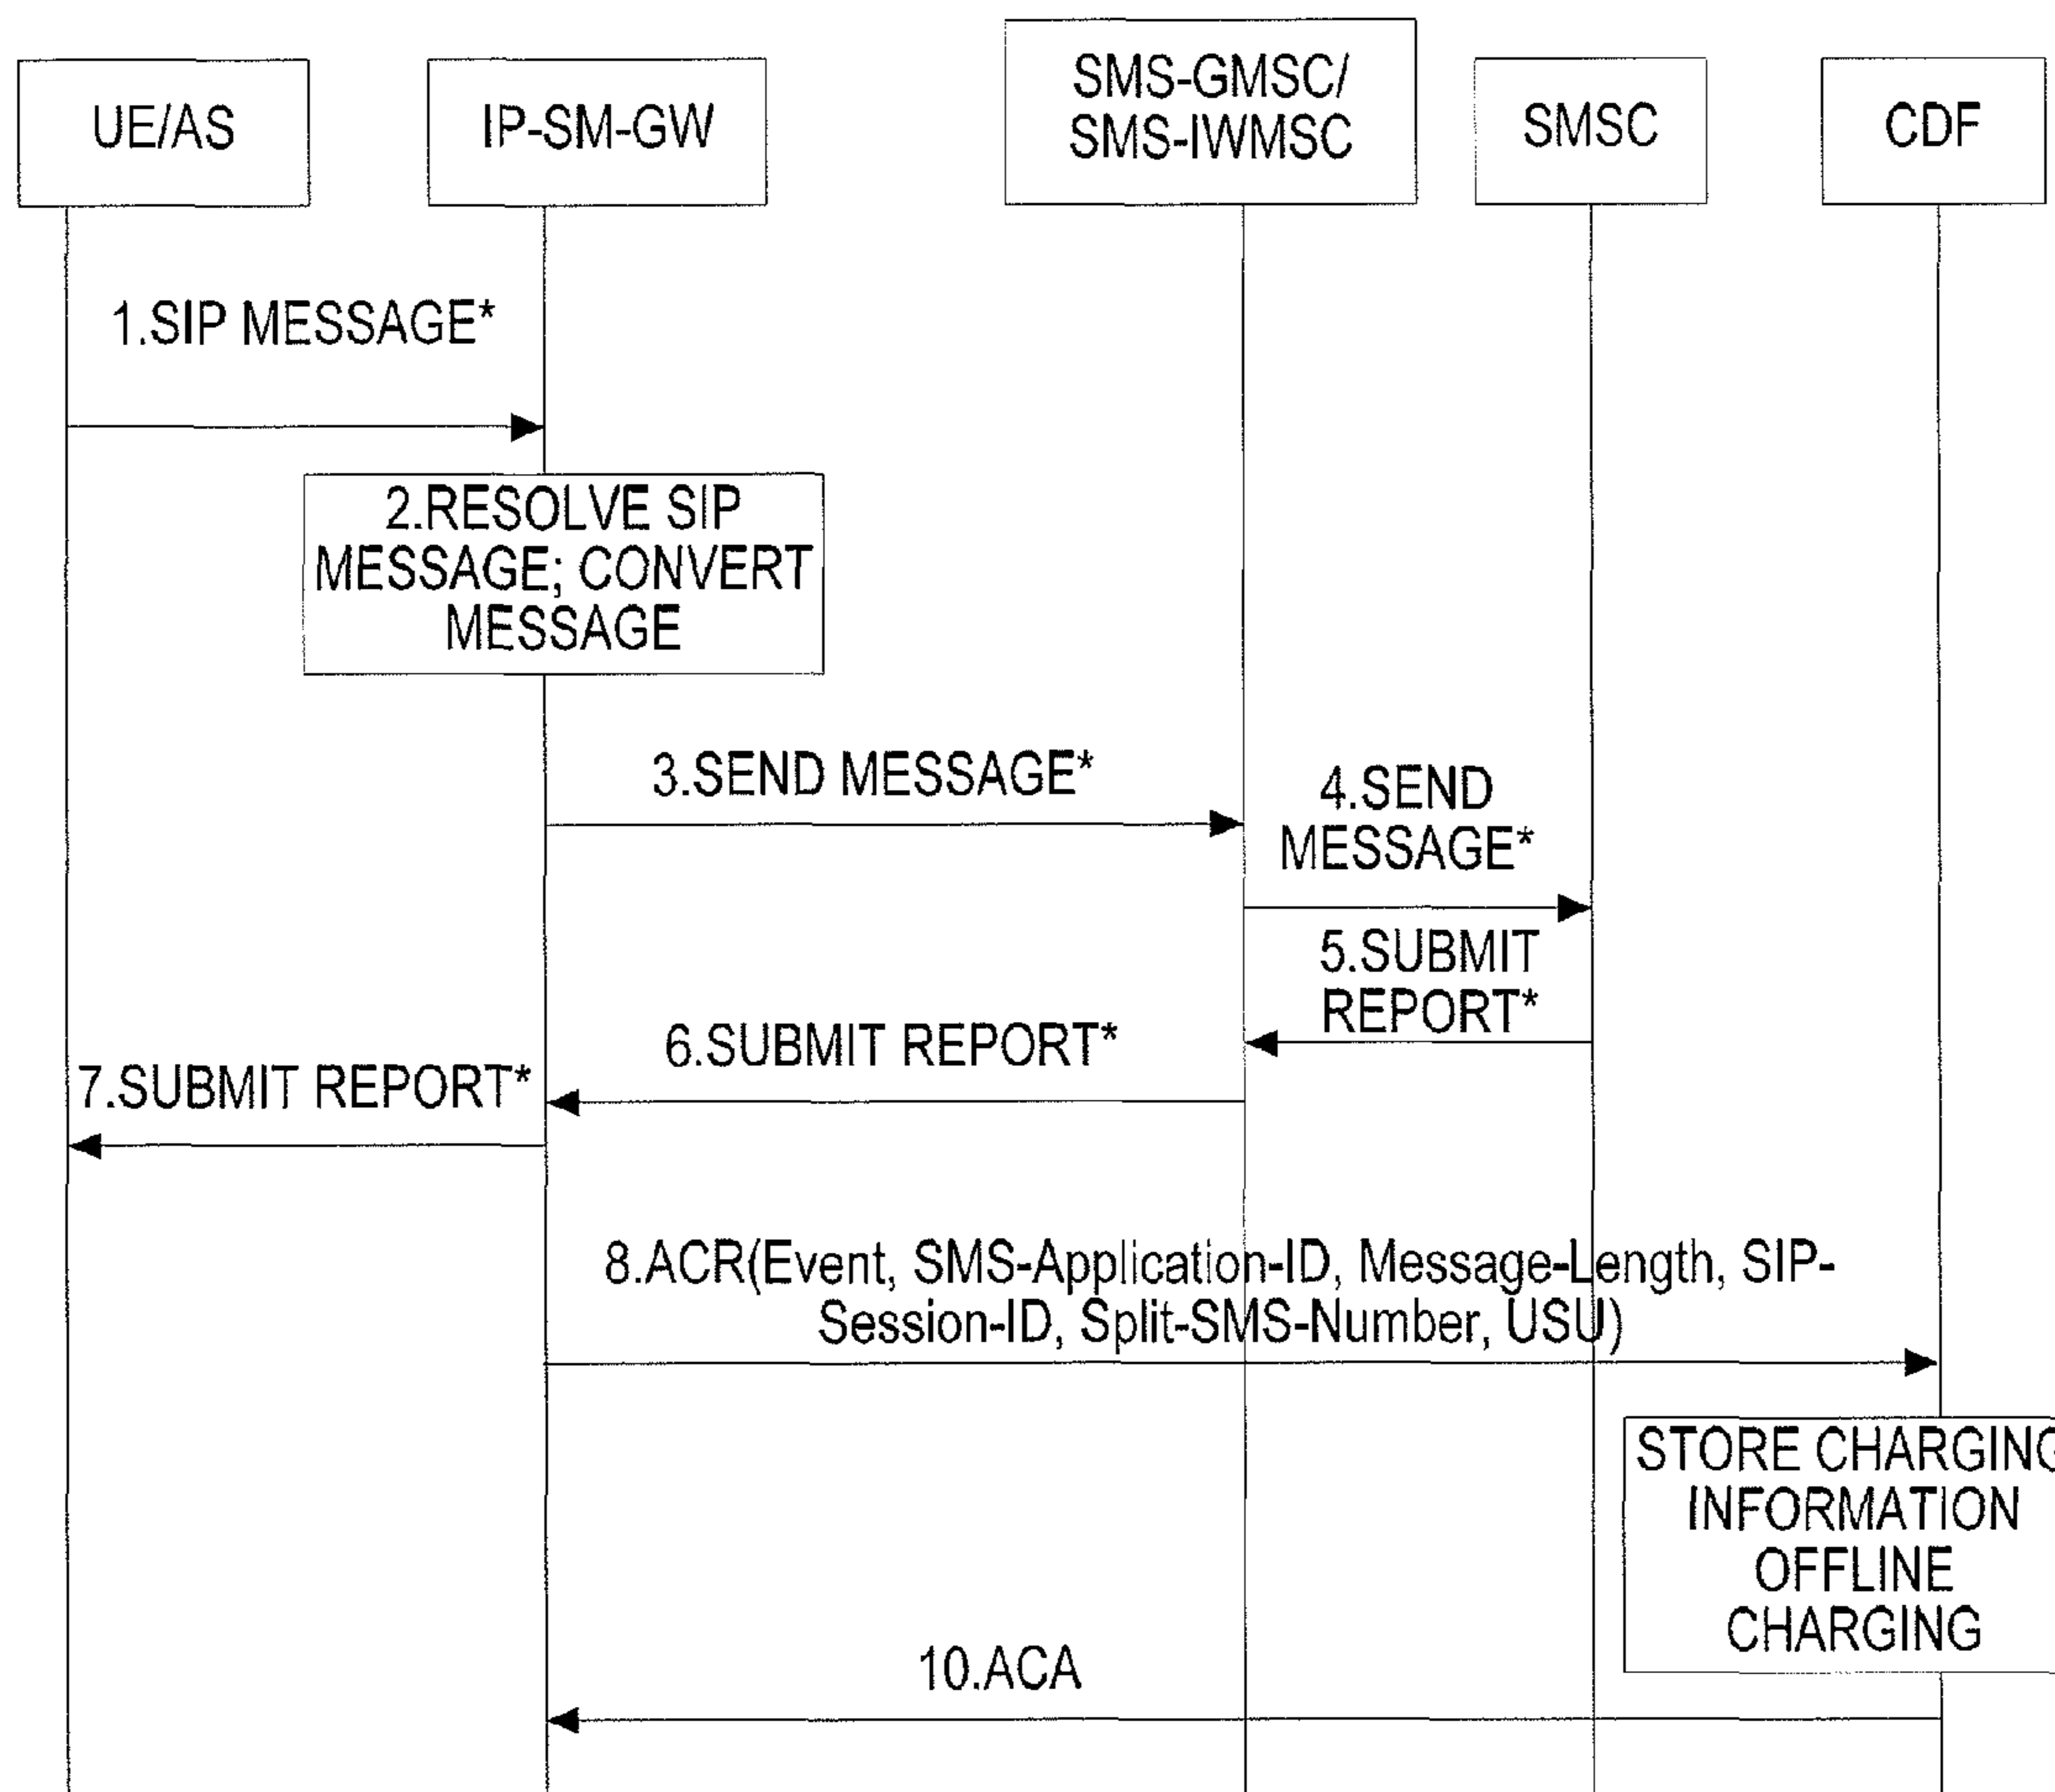 UE/AS
IP-SM-GW
SMS-GMSC/
SMS-IWMSC
SMSC
CDF
1.SIP MESSAGE*
2.RESOLVE SIP
MESSAGE; CONVERT
MESSAGE
3.SEND MESSAGE*
4.SEND
MESSAGE*
5.SUBMIT
REPORT*
6.SUBMIT REPORT*
7.SUBMIT REPORT*
8.ACR(Event, SMS-Application-ID, Message-Length, SIP-
Session-ID, Split-SMS-Number, USU)
STORE CHARGING
INFORMATION
OFFLINE
CHARGING
10.ACA